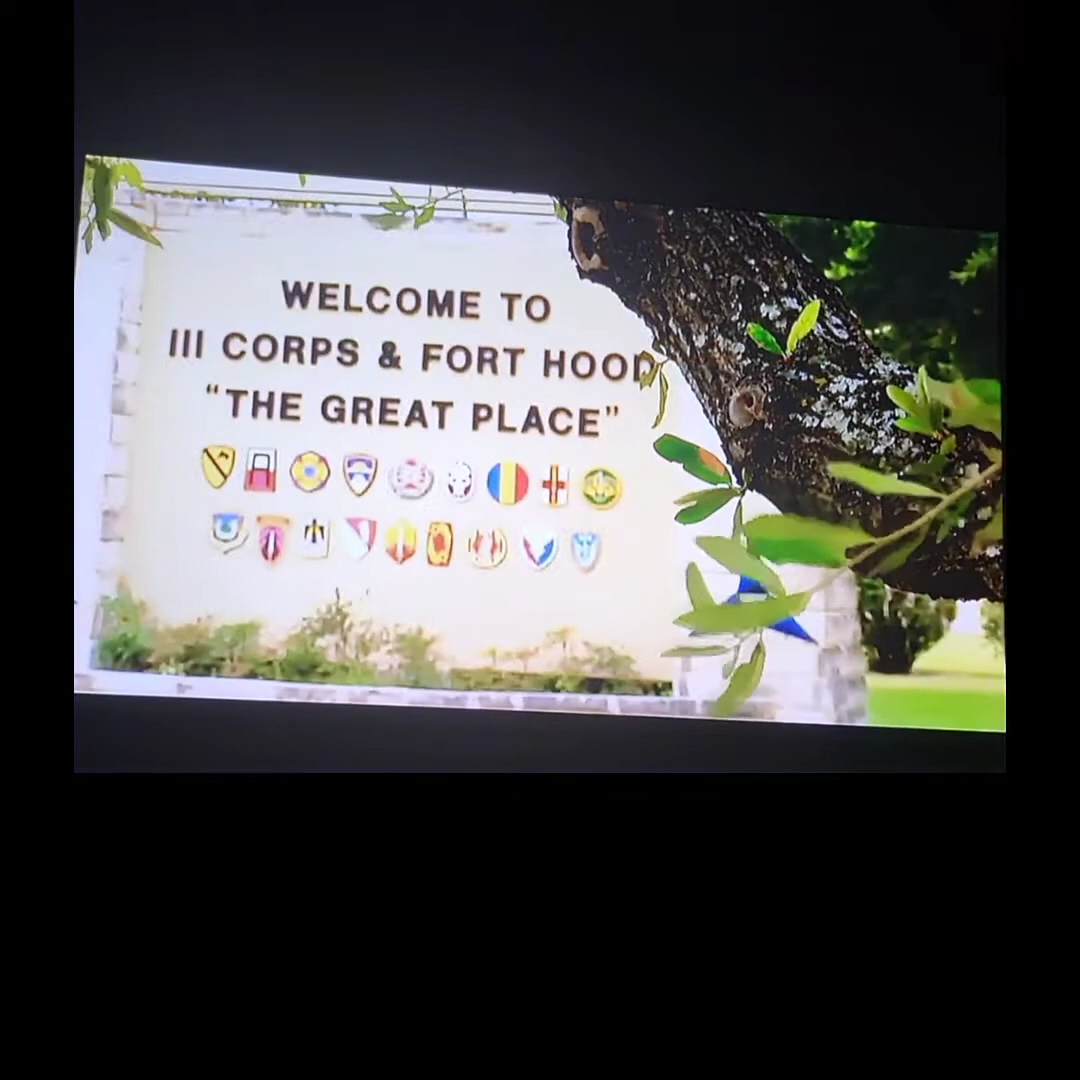 WELCOME TO
III CORPS & FORT HOOD
“THE GREAT PLACE”